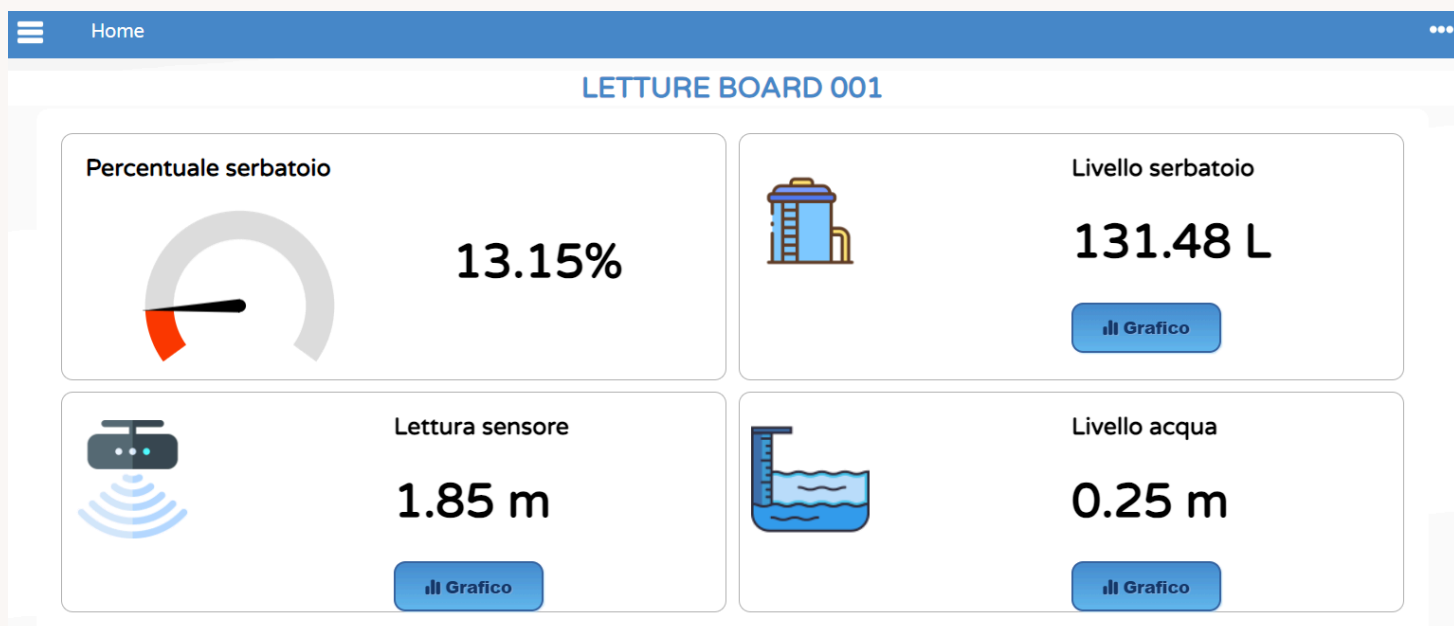 Home
LETTURE BOARD 001
Percentuale serbatoio
13.15%
Livello serbatoio
131.48 L
Grafico
Lettura sensore
1.85 m
Grafico
Livello acqua
0.25 m
Grafico